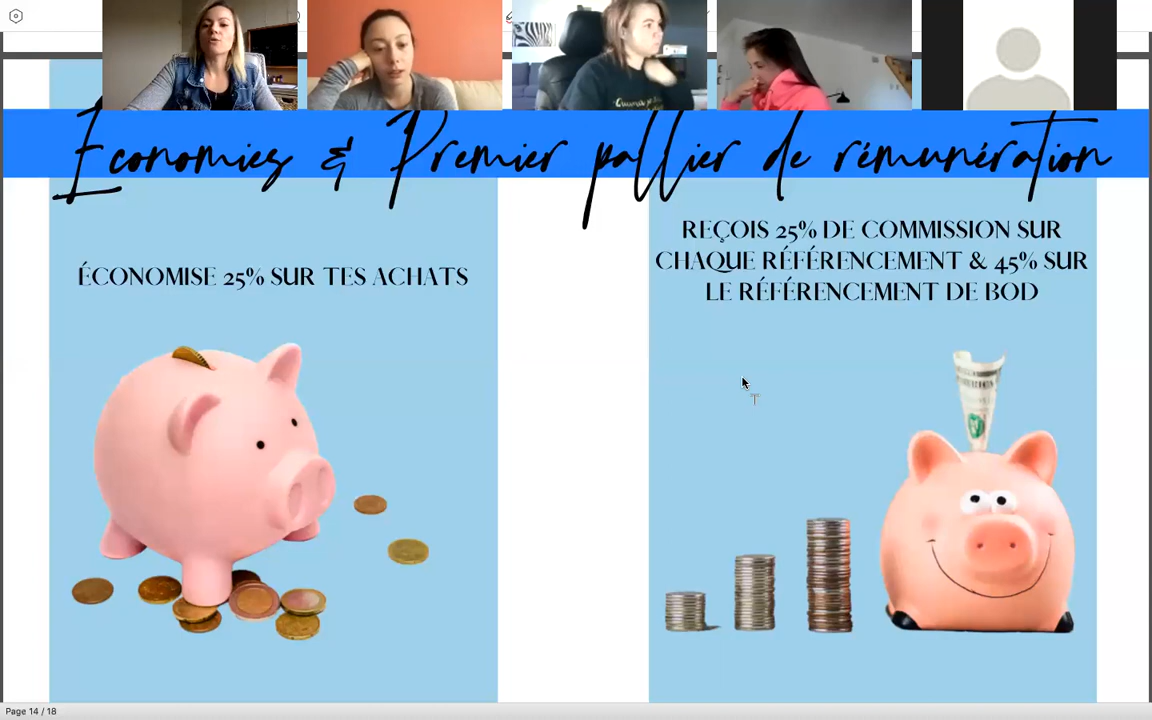 Economies & Premier pallier de rémunération
ÉCONOMISE 25% SUR TES ACHATS
REÇOIS 25% DE COMMISSION SUR
CHAQUE RÉFÉRENCEMENT & 45% SUR
LE RÉFÉRENCEMENT DE BOD
Page 14 / 18